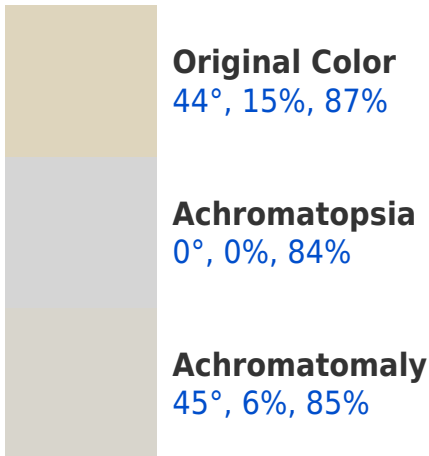 Original Color
44°, 15%, 87%
Achromatopsia
0°, 0%, 84%
Achromatomaly
45°, 6%, 85%